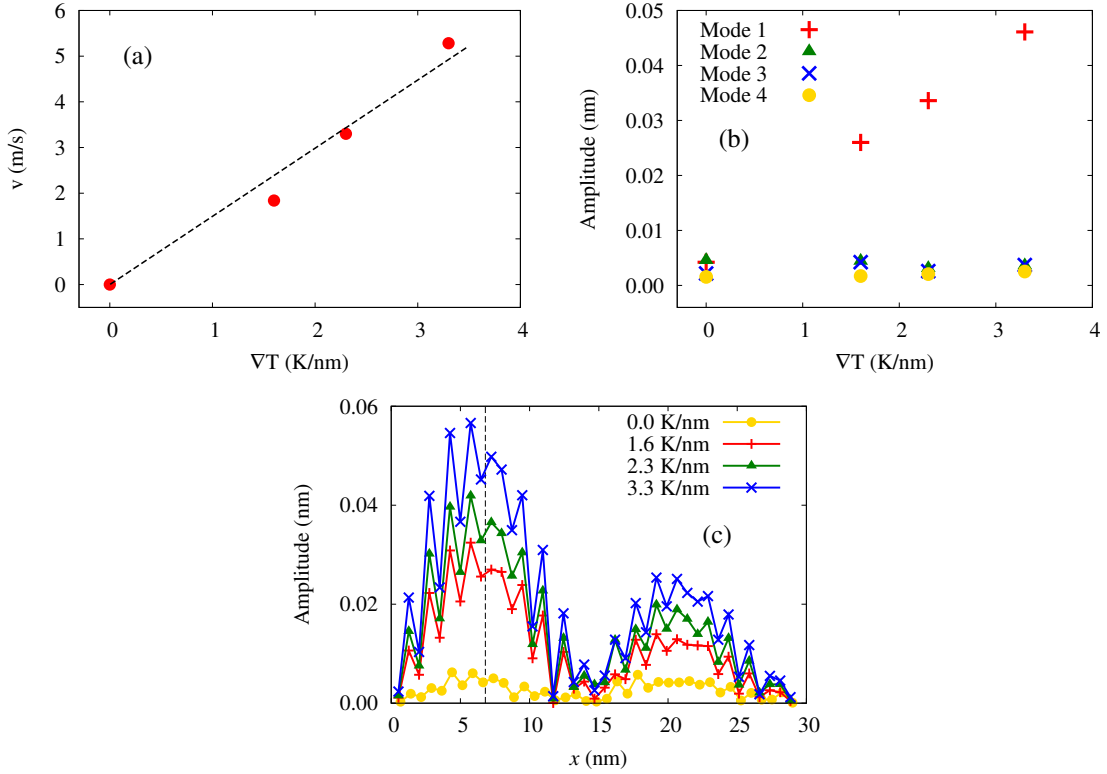 (a)
6
5
4
3
2
1
0
v (m/s)
0 1 2 3 4
∇T (K/nm)
Mode 1
Mode 2
Mode 3
Mode 4
(b)
0.05
0.04
0.03
0.02
0.01
0.00
Amplitude (nm)
0 1 2 3 4
∇T (K/nm)
0.0 K/nm
1.6 K/nm
2.3 K/nm
3.3 K/nm
(c)
0.06
0.04
0.02
0.00
Amplitude (nm)
0 5 10 15 20 25 30
x (nm)